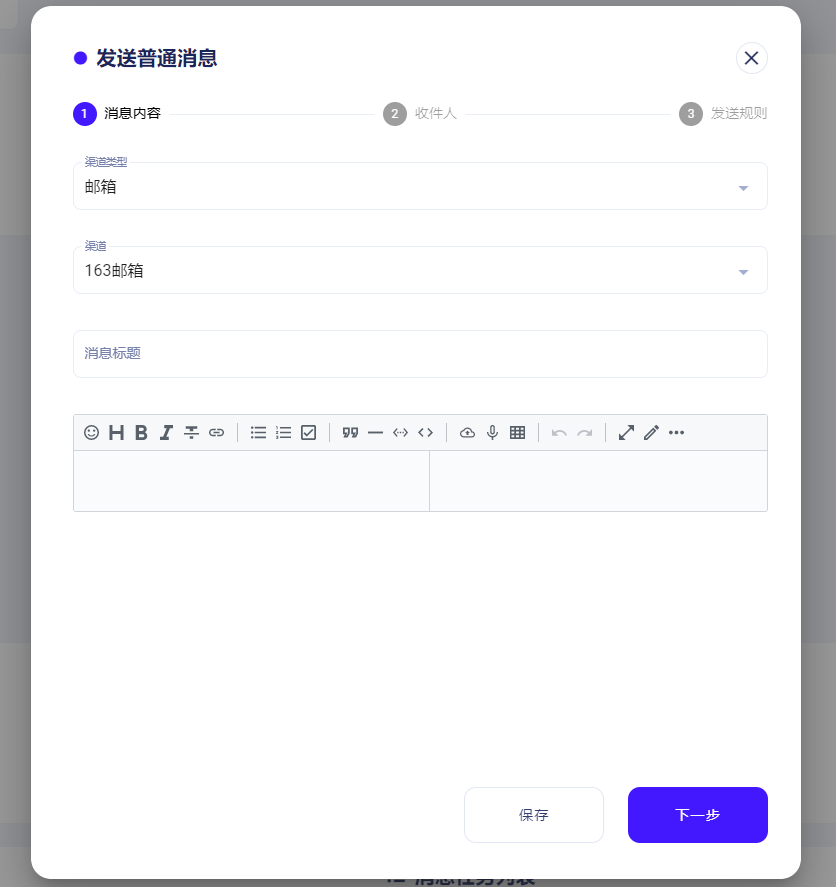 发送普通消息
1 消息内容 2 收件人 3 发送规则
渠道类型
邮箱
渠道
163邮箱
消息标题
保存 下一步